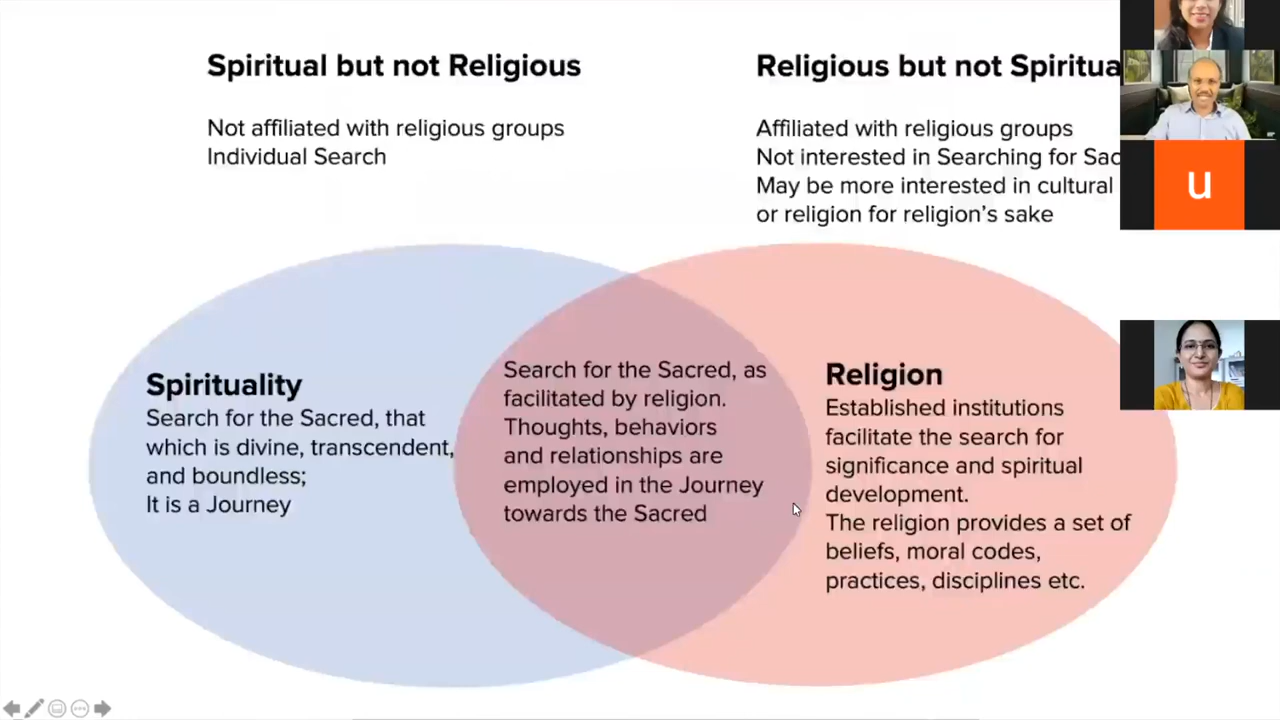 Spiritual but not Religious
Not affiliated with religious groups
Individual Search
Religious but not
Affiliated with religious groups
Not interested in Searching for
May be more interested in cultural
or religion for religion’s sake
Spirituality
Search for the Sacred, that
which is divine, transcendent,
and boundless;
It is a Journey
Search for the Sacred, as
facilitated by religion.
Thoughts, behaviors
and relationships are
employed in the Journey
towards the Sacred
Religion
Established institutions
facilitate the search for
significance and spiritual
development.
The religion provides a set of
beliefs, moral codes,
practices, disciplines etc.
u